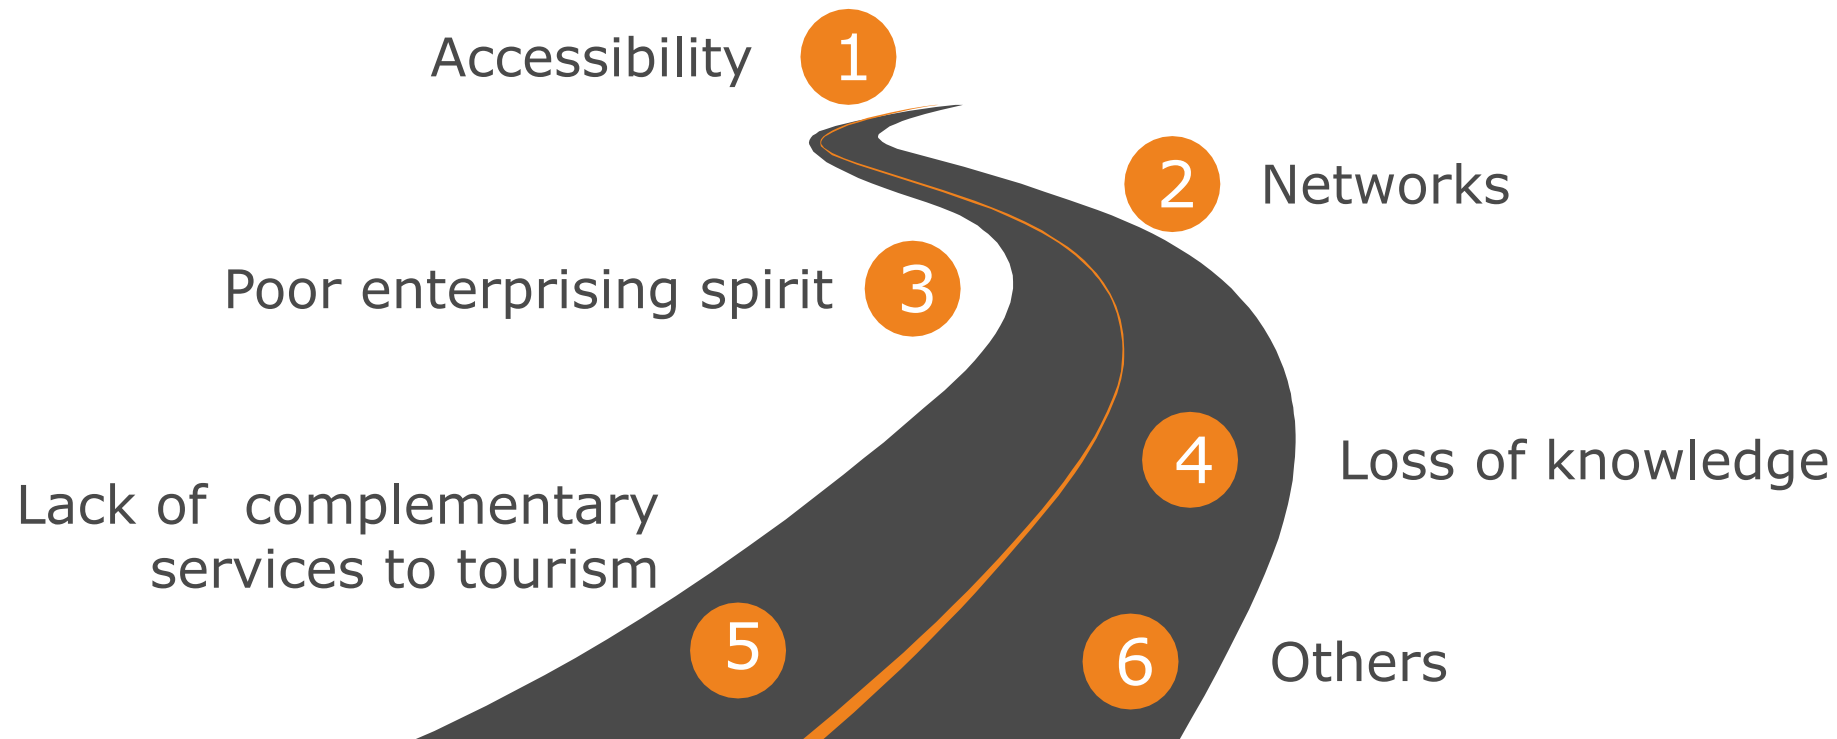 Accessibility 1
2 Networks
Poor enterprising spirit 3
4 Loss of knowledge
Lack of  complementary
services to tourism
5
6 Others